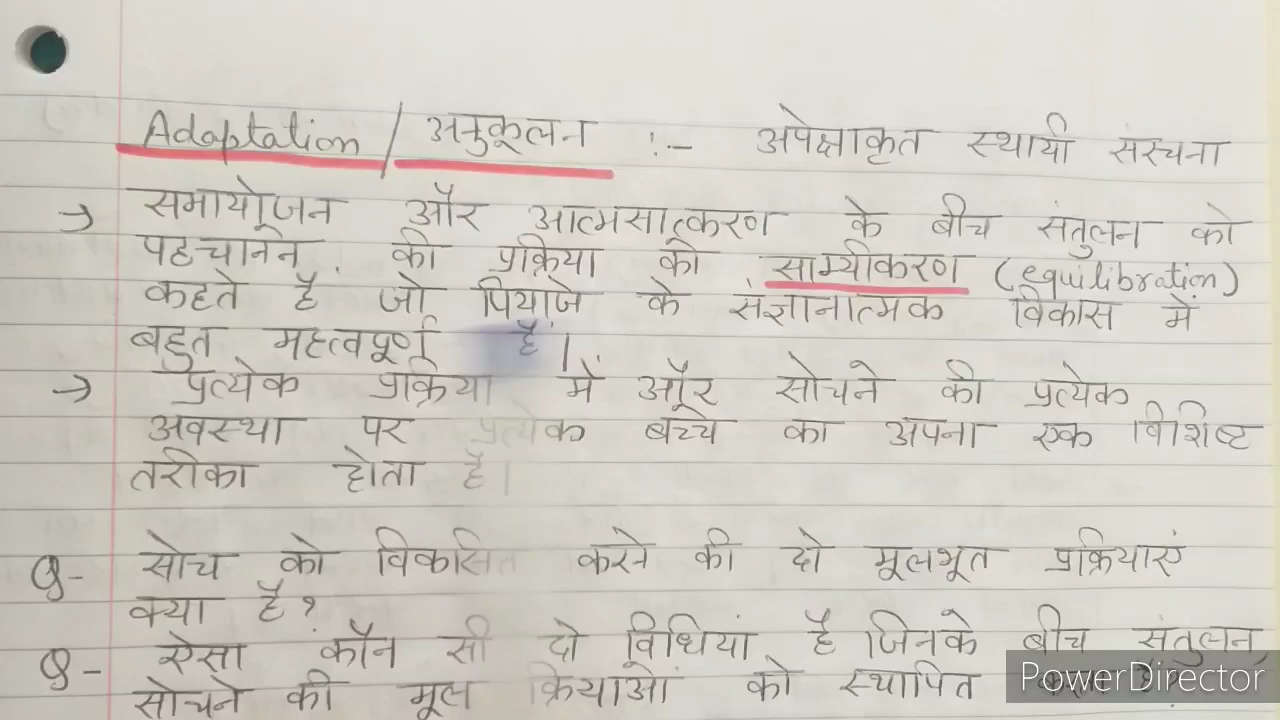 Adaptation / अनुकूलन :- अपेक्षाकृत स्थायी संरचना
→ समायोजन और आत्मसात्करण के बीच संतुलन को
पहचानने की प्रक्रिया को साम्यीकरण (equilibration)
कहते है जो पियाजे के संज्ञानात्मक विकास में
बहुत महत्वपूर्ण हैं।
→ प्रत्येक प्रक्रिया में और सोचने की प्रत्येक
अवस्था पर प्रत्येक बच्चे का अपना एक विशिष्ट
तरीका होता है।
Q- सोच को विकसित करने की दो मूलभूत प्रक्रियाएं
क्या है?
Q- ऐसा कौन सी दो विधियां है जिनके बीच संतुलन,
सोचने की मूल क्रियाओं को स्थापित
PowerDirector